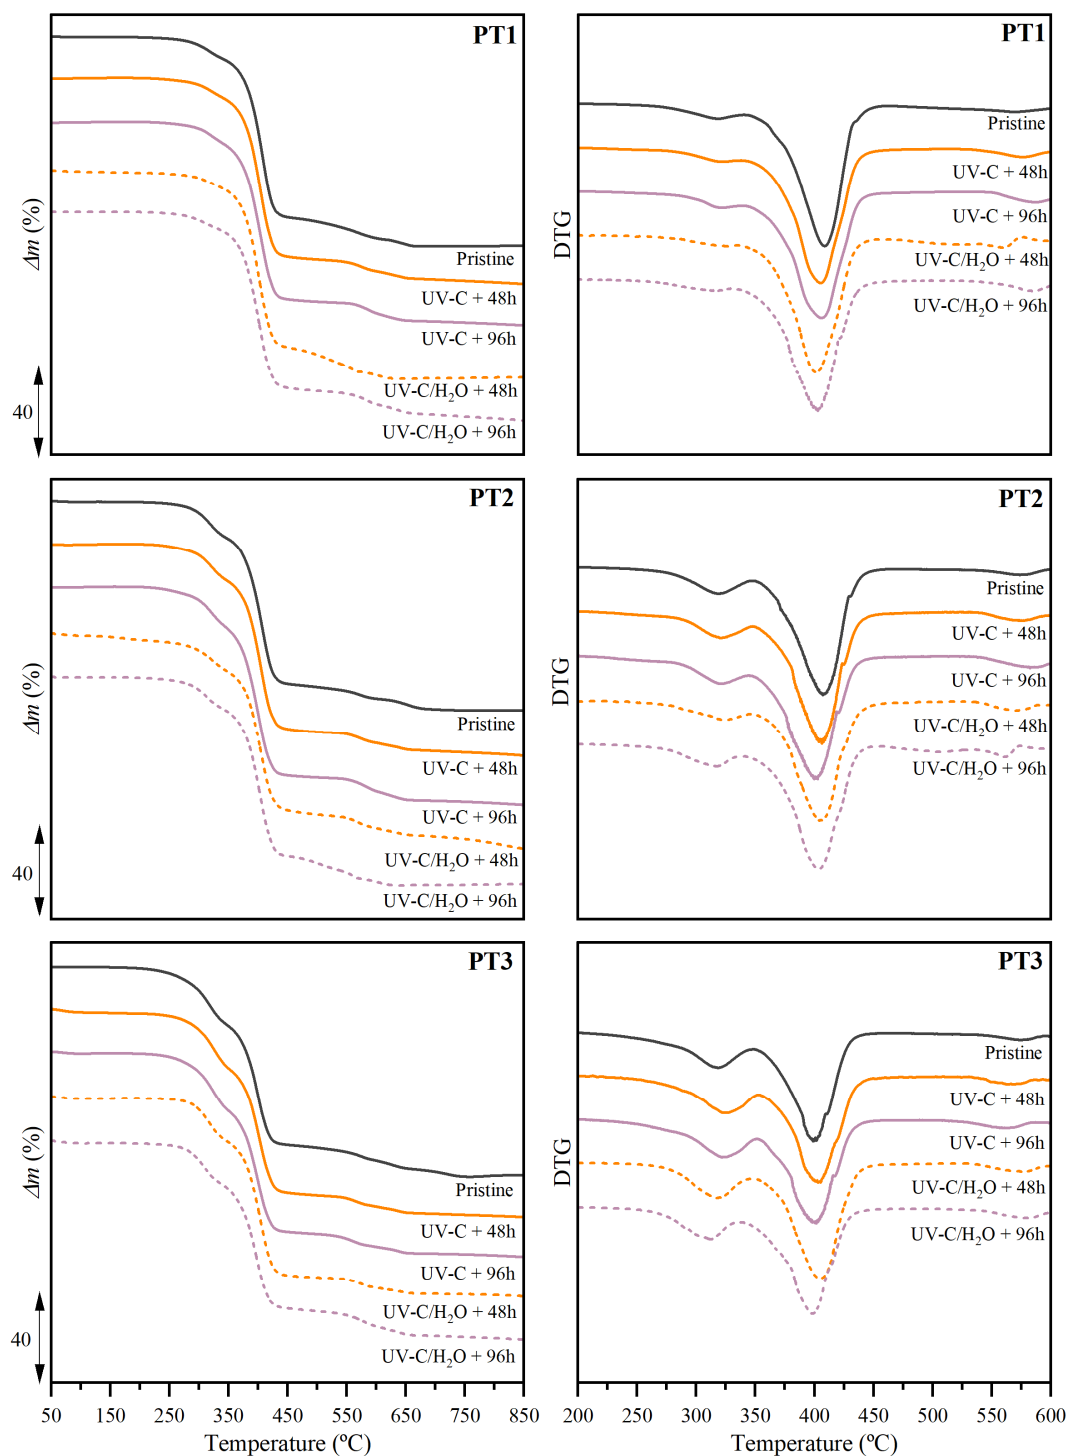 PT1
Δm (%)
Pristine
UV-C + 48h
UV-C + 96h
UV-C/H2O + 48h
UV-C/H2O + 96h
40
PT1
DTG
Pristine
UV-C + 48h
UV-C + 96h
UV-C/H2O + 48h
UV-C/H2O + 96h
PT2
Δm (%)
Pristine
UV-C + 48h
UV-C + 96h
UV-C/H2O + 48h
UV-C/H2O + 96h
40
PT2
DTG
Pristine
UV-C + 48h
UV-C + 96h
UV-C/H2O + 48h
UV-C/H2O + 96h
PT3
Δm (%)
Pristine
UV-C + 48h
UV-C + 96h
UV-C/H2O + 48h
UV-C/H2O + 96h
40
50 150 250 350 450 550 650 750 850
Temperature (ºC)
PT3
DTG
Pristine
UV-C + 48h
UV-C + 96h
UV-C/H2O + 48h
UV-C/H2O + 96h
200 250 300 350 400 450 500 550 600
Temperature (ºC)